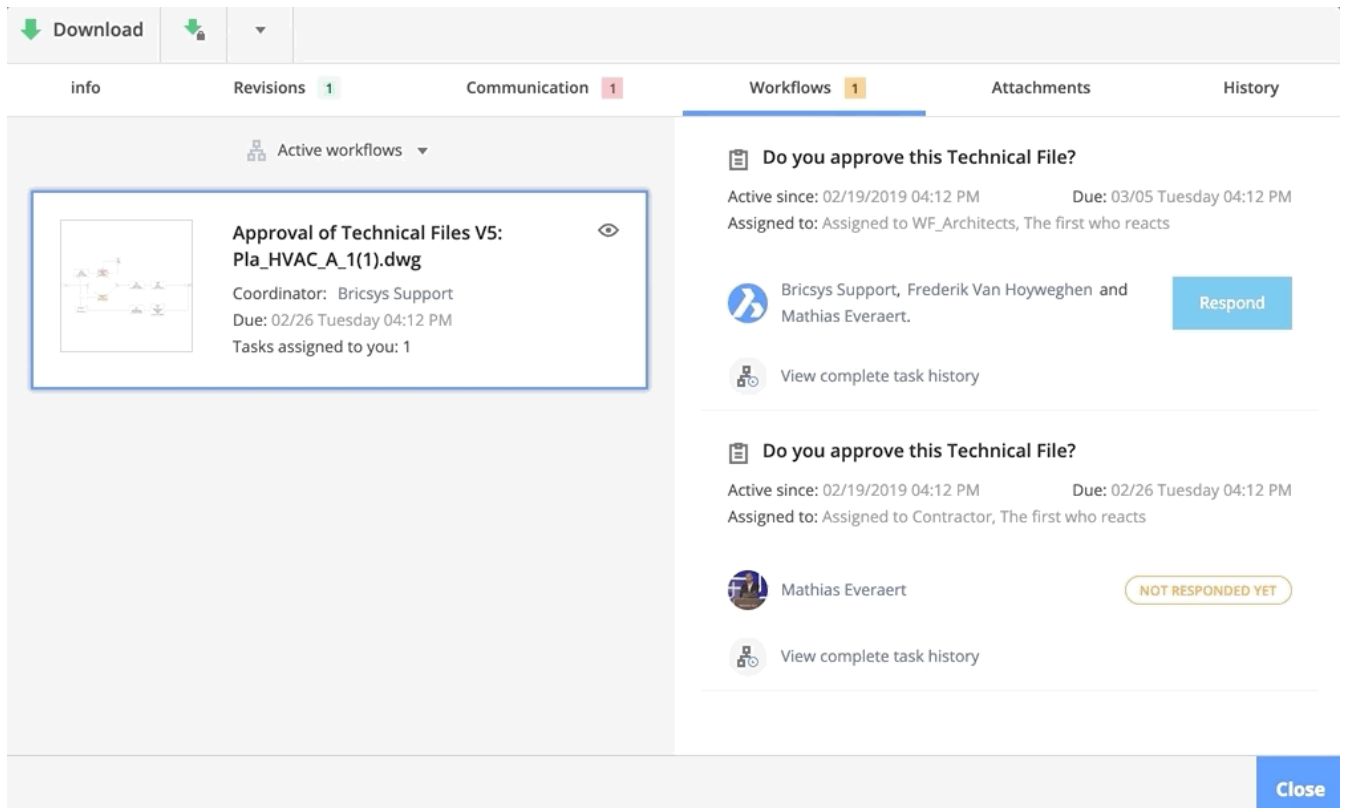 Download
info
Revisions 1
Communication 1
Workflows 1
Attachments
History
Active workflows
Approval of Technical Files V5:
Pla_HVAC_A_1(1).dwg
Coordinator: Bricsys Support
Due: 02/26 Tuesday 04:12 PM
Tasks assigned to you: 1
Do you approve this Technical File?
Active since: 02/19/2019 04:12 PM Due: 03/05 Tuesday 04:12 PM
Assigned to: Assigned to WF_Architects, The first who reacts
Bricsys Support, Frederik Van Hoyweghen and
Mathias Everaert.
Respond
View complete task history
Do you approve this Technical File?
Active since: 02/19/2019 04:12 PM Due: 02/26 Tuesday 04:12 PM
Assigned to: Assigned to Contractor, The first who reacts
Mathias Everaert
NOT RESPONDED YET
View complete task history
Close